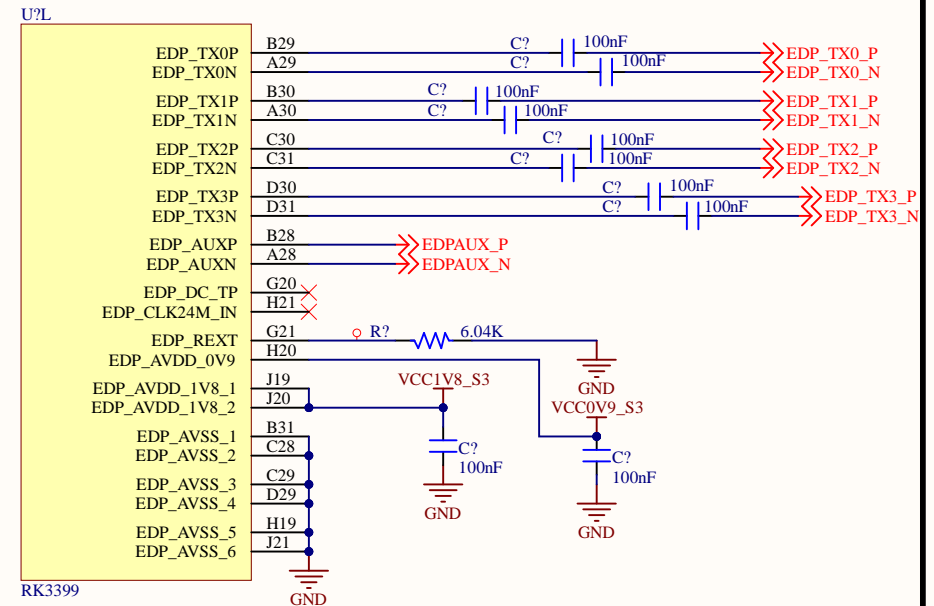 U?L
EDP_TX0P B29 C? 100nF EDP_TX0_P
EDP_TX0N A29 C? 100nF EDP_TX0_N
EDP_TX1P B30 C? 100nF EDP_TX1_P
EDP_TX1N A30 C? 100nF EDP_TX1_N
EDP_TX2P C30 C? 100nF EDP_TX2_P
EDP_TX2N C31 C? 100nF EDP_TX2_N
EDP_TX3P D30 C? 100nF EDP_TX3_P
EDP_TX3N D31 C? 100nF EDP_TX3_N
EDP_AUXP B28 EDPAUX_P
EDP_AUXN A28 EDPAUX_N
EDP_DC_TP G20
EDP_CLK24M_IN H21
EDP_REXT G21 R? 6.04K
GND
EDP_AVDD_0V9 H20
EDP_AVDD_1V8_1 J19 VCC1V8_S3
EDP_AVDD_1V8_2 J20 VCC0V9_S3
EDP_AVSS_1 B31
EDP_AVSS_2 C28 C? C?
100nF 100nF
EDP_AVSS_3 C29
EDP_AVSS_4 D29
GND
EDP_AVSS_5 H19 GND
EDP_AVSS_6 J21
RK3399
GND